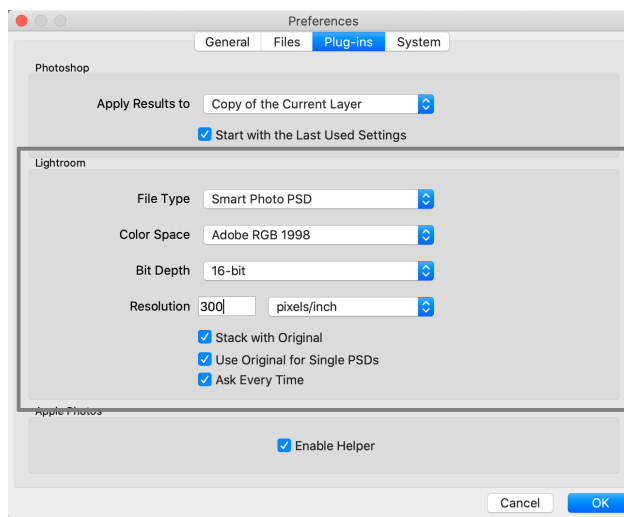 Preferences
General Files Plug-ins System
Photoshop
Apply Results to Copy of the Current Layer
Start with the Last Used Settings
Lightroom
File Type Smart Photo PSD
Color Space Adobe RGB 1998
Bit Depth 16-bit
Resolution 300 pixels/inch
Stack with Original
Use Original for Single PSDs
Ask Every Time
Apple Photos
Enable Helper
Cancel OK